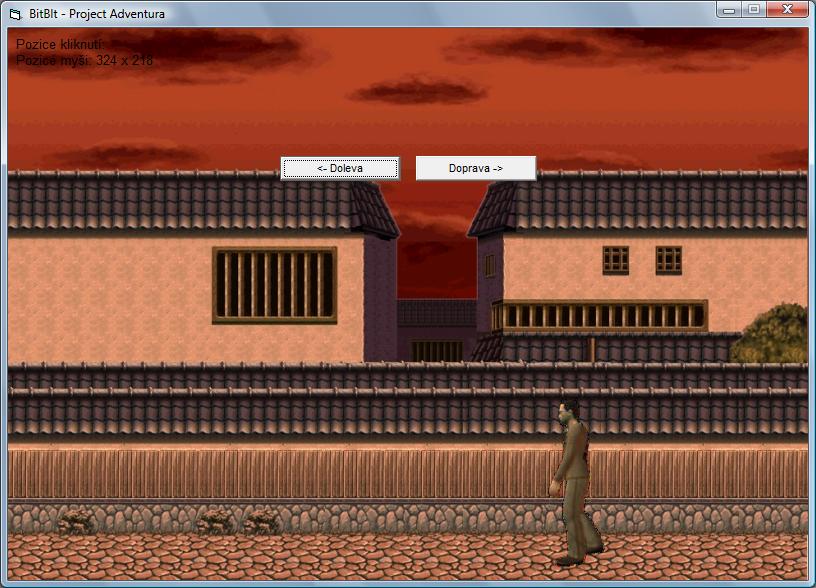 BitBlt - Project Adventura
Pozice kliknutí:
Pozice myši: 324 x 218
<- Doleva
Doprava ->